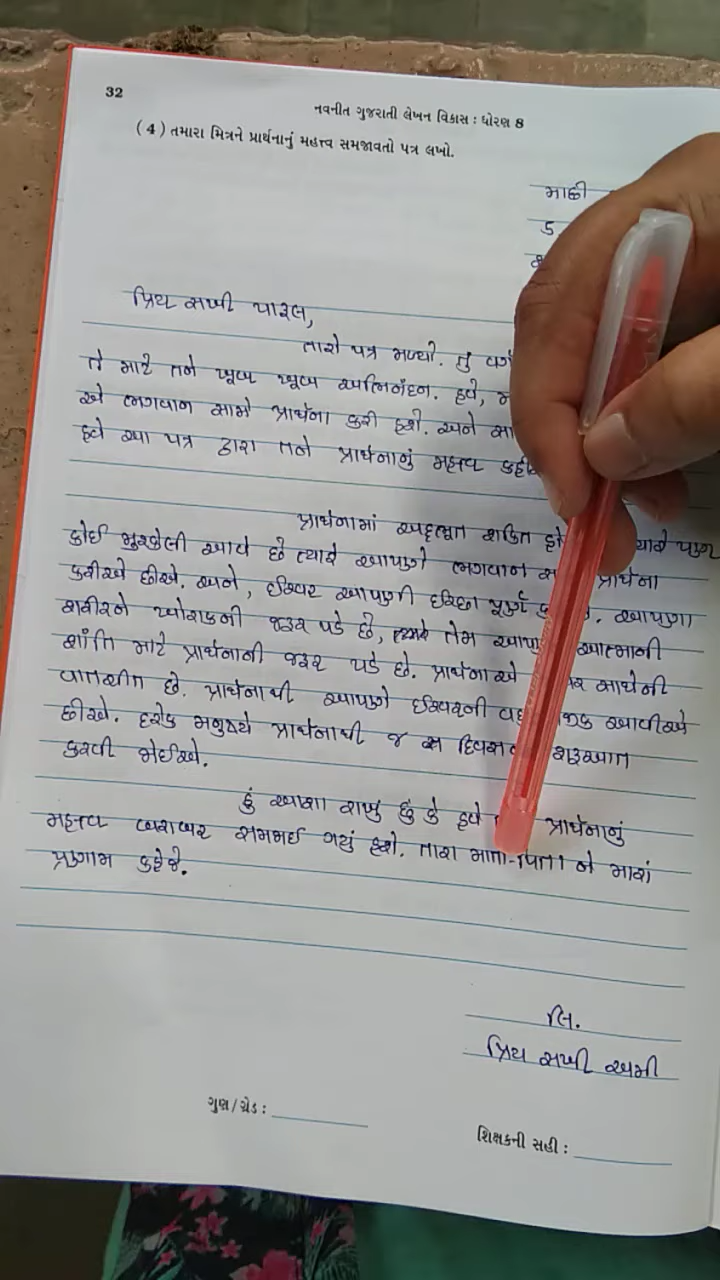 32
નવનીત ગુજરાતી લેખન વિકાસ : ધોરણ 8
(4) તમારા મિત્રને પ્રાર્થનાનું મહત્ત્વ સમજાવતો પત્ર લખો.
માછી
ડ
પ્રિય સખી પારૂલ,
તારો પત્ર મળ્યો. તું
તે માટે તને ખૂબ ખૂબ અભિનંદન. હવે,
એ ભગવાન સામે પ્રાર્થના કરી હશે. અને
હવે આ પત્ર દ્વારા તને પ્રાર્થનાનું મહત્ત્વ
પ્રાર્થનામાં અદ્દભૂત શક્તિ પણ
કોઈ મુશ્કેલી આવે છે ત્યારે આપણે ભગવાન પ્રાર્થના
કરીએ છીએ. અને, ઈશ્વર આપણી ઈચ્છા પૂર્ણ આપણા
શરીરને ખોરાકની જરૂર પડે છે, તેમ આત્માની
શાંતિ માટે પ્રાર્થનાની જરૂર પડે છે. પ્રાર્થના એ સાથેની
વાતચીત છે. પ્રાર્થનાથી આપણે ઈશ્વરની આવીએ
છીએ. દરેક મનુષ્યે પ્રાર્થનાથી જ શરૂઆત
કરવી જોઈએ.
હું આશા રાખુ છું કે હવે પ્રાર્થનાનું
મહત્ત્વ બરાબર સમજાઈ ગયું હશે. તારા માતા-પિતા ને મારાં
પ્રણામ કહેજે.
લિ.
પ્રિય સખી અમી
ગુણ / ગ્રેડ :
શિક્ષકની સહી :